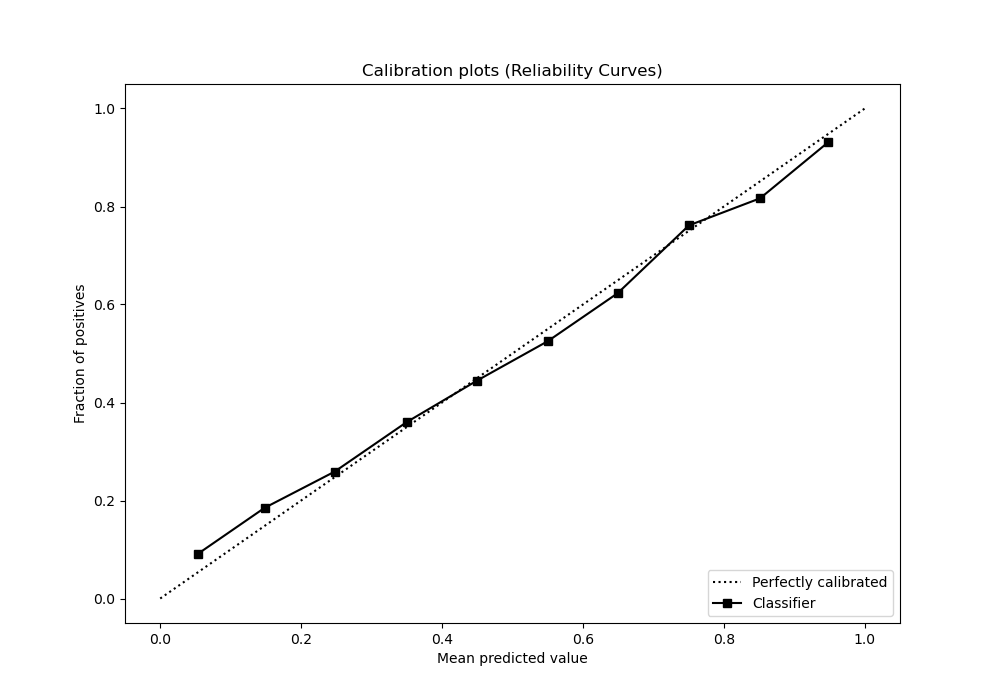 Calibration plots (Reliability Curves)
1.0
0.8
0.6
0.4
0.2
0.0
Fraction of positives
0.0 0.2 0.4 0.6 0.8 1.0
Mean predicted value
Perfectly calibrated
Classifier